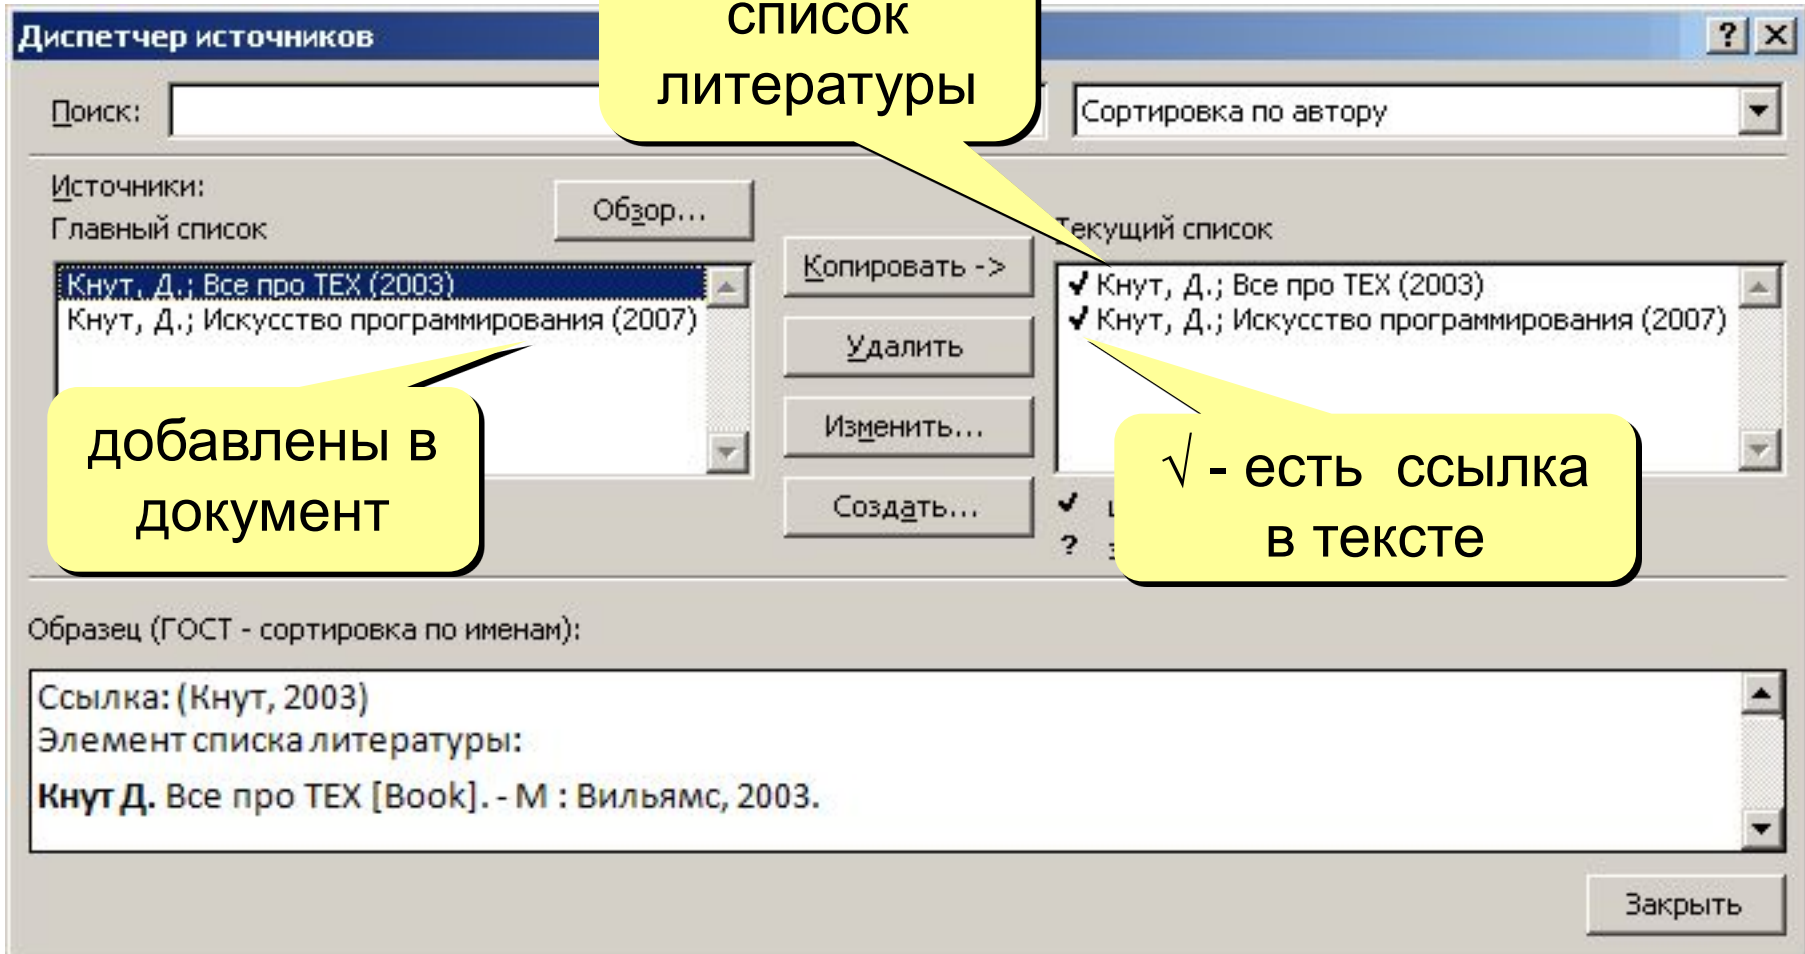 список
литературы
Диспетчер источников
Поиск:
Сортировка по автору
Источники:
Главный список
Обзор...
Текущий список
Кнут, Д.; Все про TEX (2003)
Кнут, Д.; Искусство программирования (2007)
Копировать ->
Удалить
Изменить...
Создать...
✔ Кнут, Д.; Все про TEX (2003)
✔ Кнут, Д.; Искусство программирования (2007)
добавлены в
документ
√ - есть ссылка
в тексте
✔
?
Образец (ГОСТ - сортировка по именам):
Ссылка: (Кнут, 2003)
Элемент списка литературы:
Кнут Д. Все про TEX [Book]. - М : Вильямс, 2003.
Закрыть